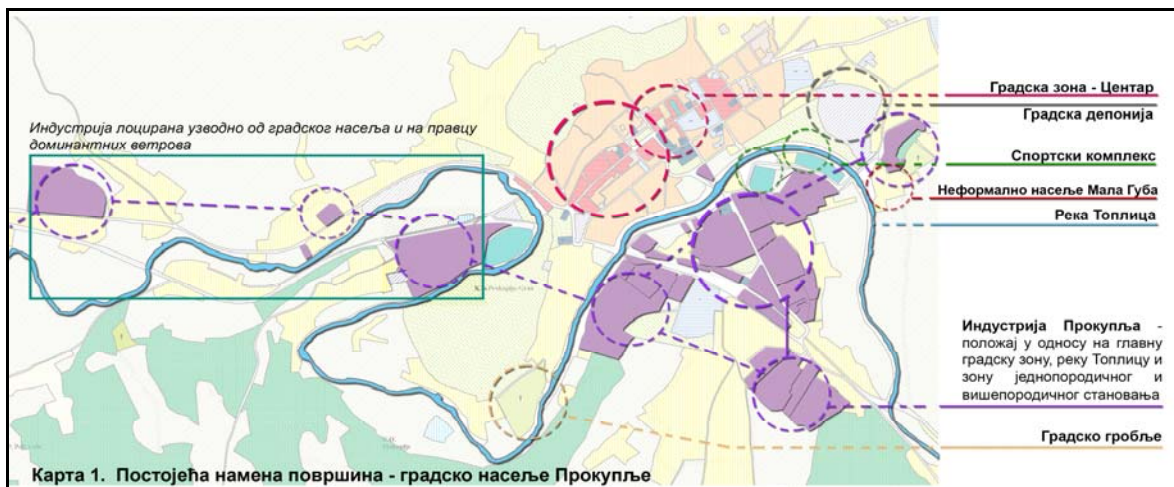 Индустрија лоцирана узводно од градског насеља и на правцу
доминантних ветрова
Градска зона - Центар
Градска депонија
Спортски комплекс
Неформално насеље Мала Губа
Река Топлица
Индустрија Прокупља -
положај у односу на главну
градску зону, реку Топлицу и
зону једнопородичног и
вишепородичног становања
Градско гробље
Карта 1. Постојећа намена површина - градско насеље Прокупље